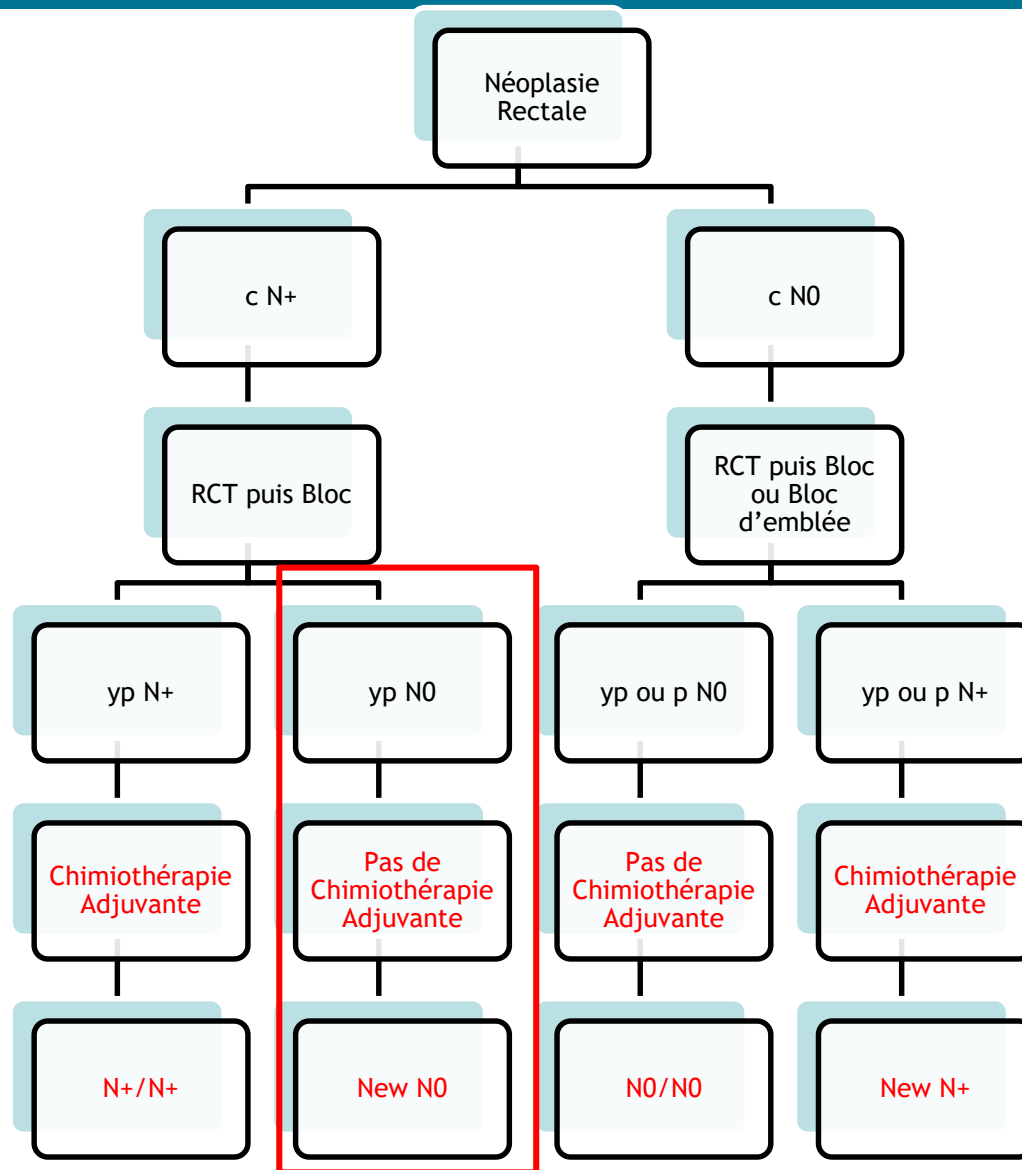 Néoplasie
Rectale
c N+
c N0
RCT puis Bloc
RCT puis Bloc
ou Bloc
d'emblée
yp N+
yp N0
yp ou p N0
yp ou p N+
Chimiothérapie
Adjuvante
Pas de
Chimiothérapie
Adjuvante
Pas de
Chimiothérapie
Adjuvante
Chimiothérapie
Adjuvante
N+/N+
New N0
N0/N0
New N+